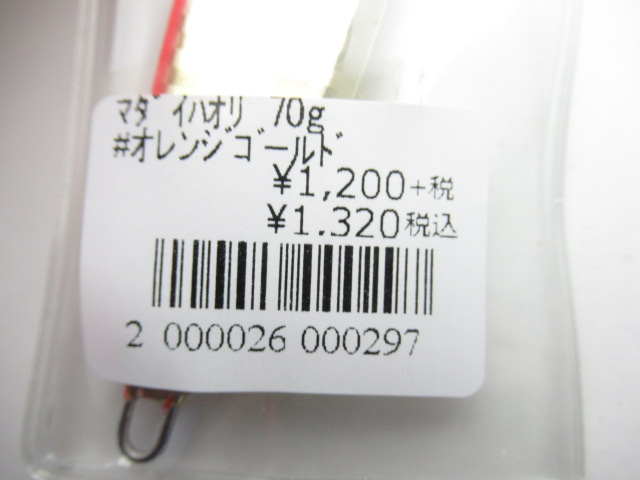 ﾏﾀﾞｲﾊｵﾘ 70g
#ｵﾚﾝｼﾞｺﾞｰﾙﾄﾞ
¥1,200+税
¥1.320税込
2 000026 000297